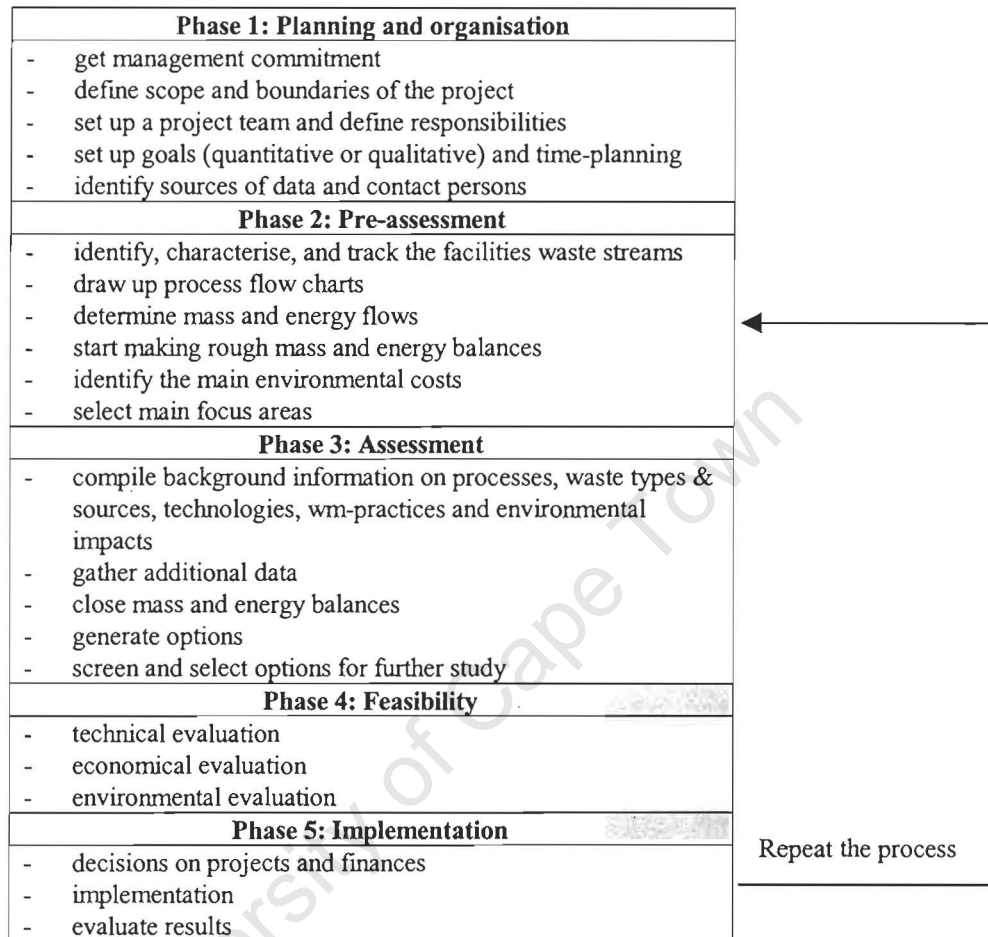 Phase 1: Planning and organisation
- get management commitment
- define scope and boundaries of the project
- set up a project team and define responsibilities
- set up goals (quantitative or qualitative) and time-planning
- identify sources of data and contact persons
Phase 2: Pre-assessment
- identify, characterise, and track the facilities waste streams
- draw up process flow charts
- determine mass and energy flows
- start making rough mass and energy balances
- identify the main environmental costs
- select main focus areas
Phase 3: Assessment
- compile background information on processes, waste types &
sources, technologies, wm-practices and environmental
impacts
- gather additional data
- close mass and energy balances
- generate options
- screen and select options for further study
Phase 4: Feasibility
- technical evaluation
- economical evaluation
- environmental evaluation
Phase 5: Implementation
- decisions on projects and finances
- implementation
- evaluate results
Repeat the process
ersity of Cape Town